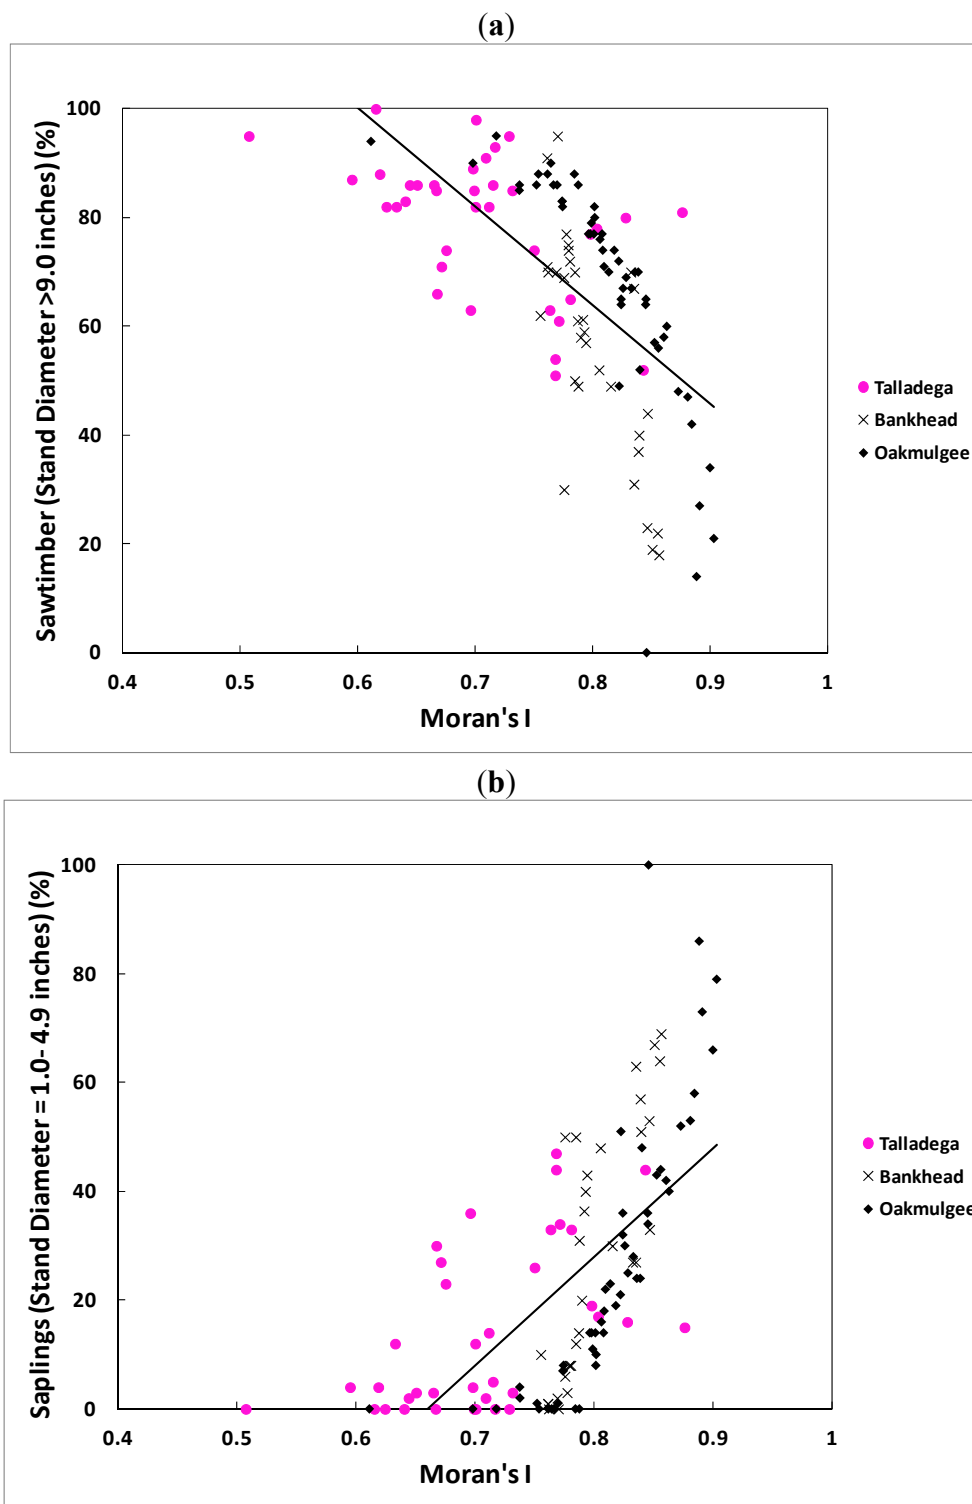 (a)
Sawtimber (Stand Diameter >9.0 inches) (%)
100
80
60
40
20
0
0.4 0.5 0.6 0.7 0.8 0.9 1
Moran's I
Talladega
Bankhead
Oakmulgee
(b)
Saplings (Stand Diameter = 1.0- 4.9 inches) (%)
100
80
60
40
20
0
0.4 0.5 0.6 0.7 0.8 0.9 1
Moran's I
Talladega
Bankhead
Oakmulgee